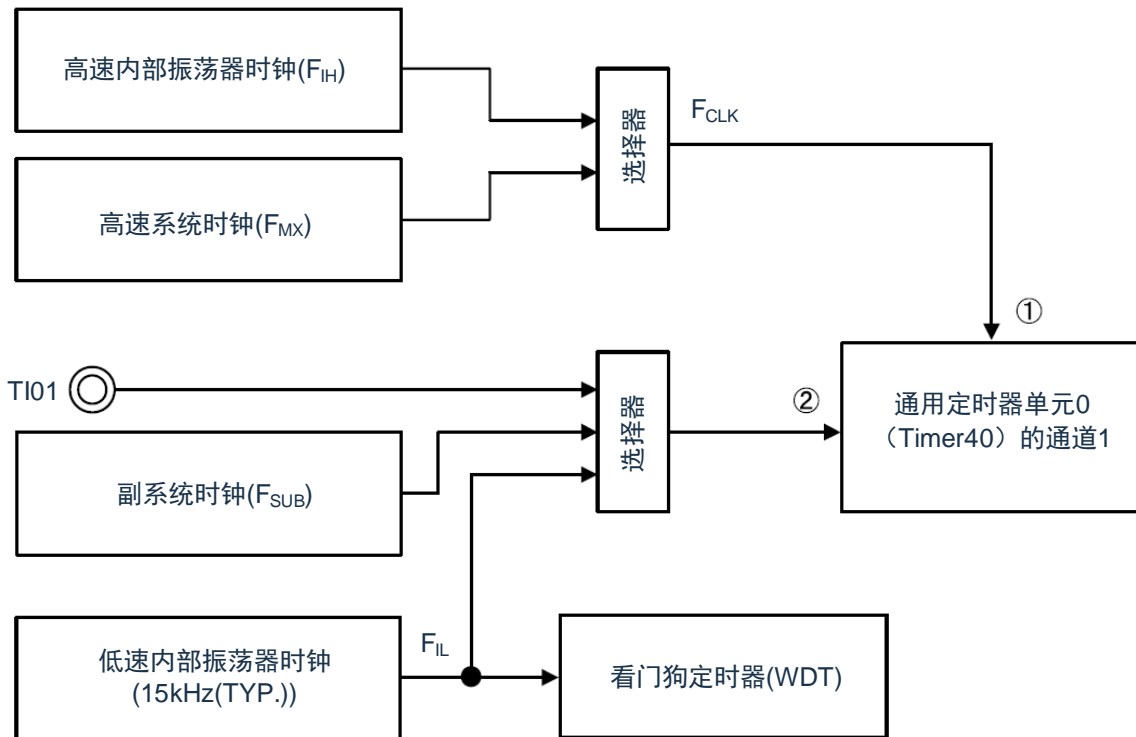 高速内部振荡器时钟(FIH)
选择器
FCLK
高速系统时钟(FMX)
①
TI01
选择器
②
通用定时器单元0
（Timer40）的通道1
副系统时钟(FSUB)
低速内部振荡器时钟
(15kHz(TYP.))
FIL
看门狗定时器(WDT)